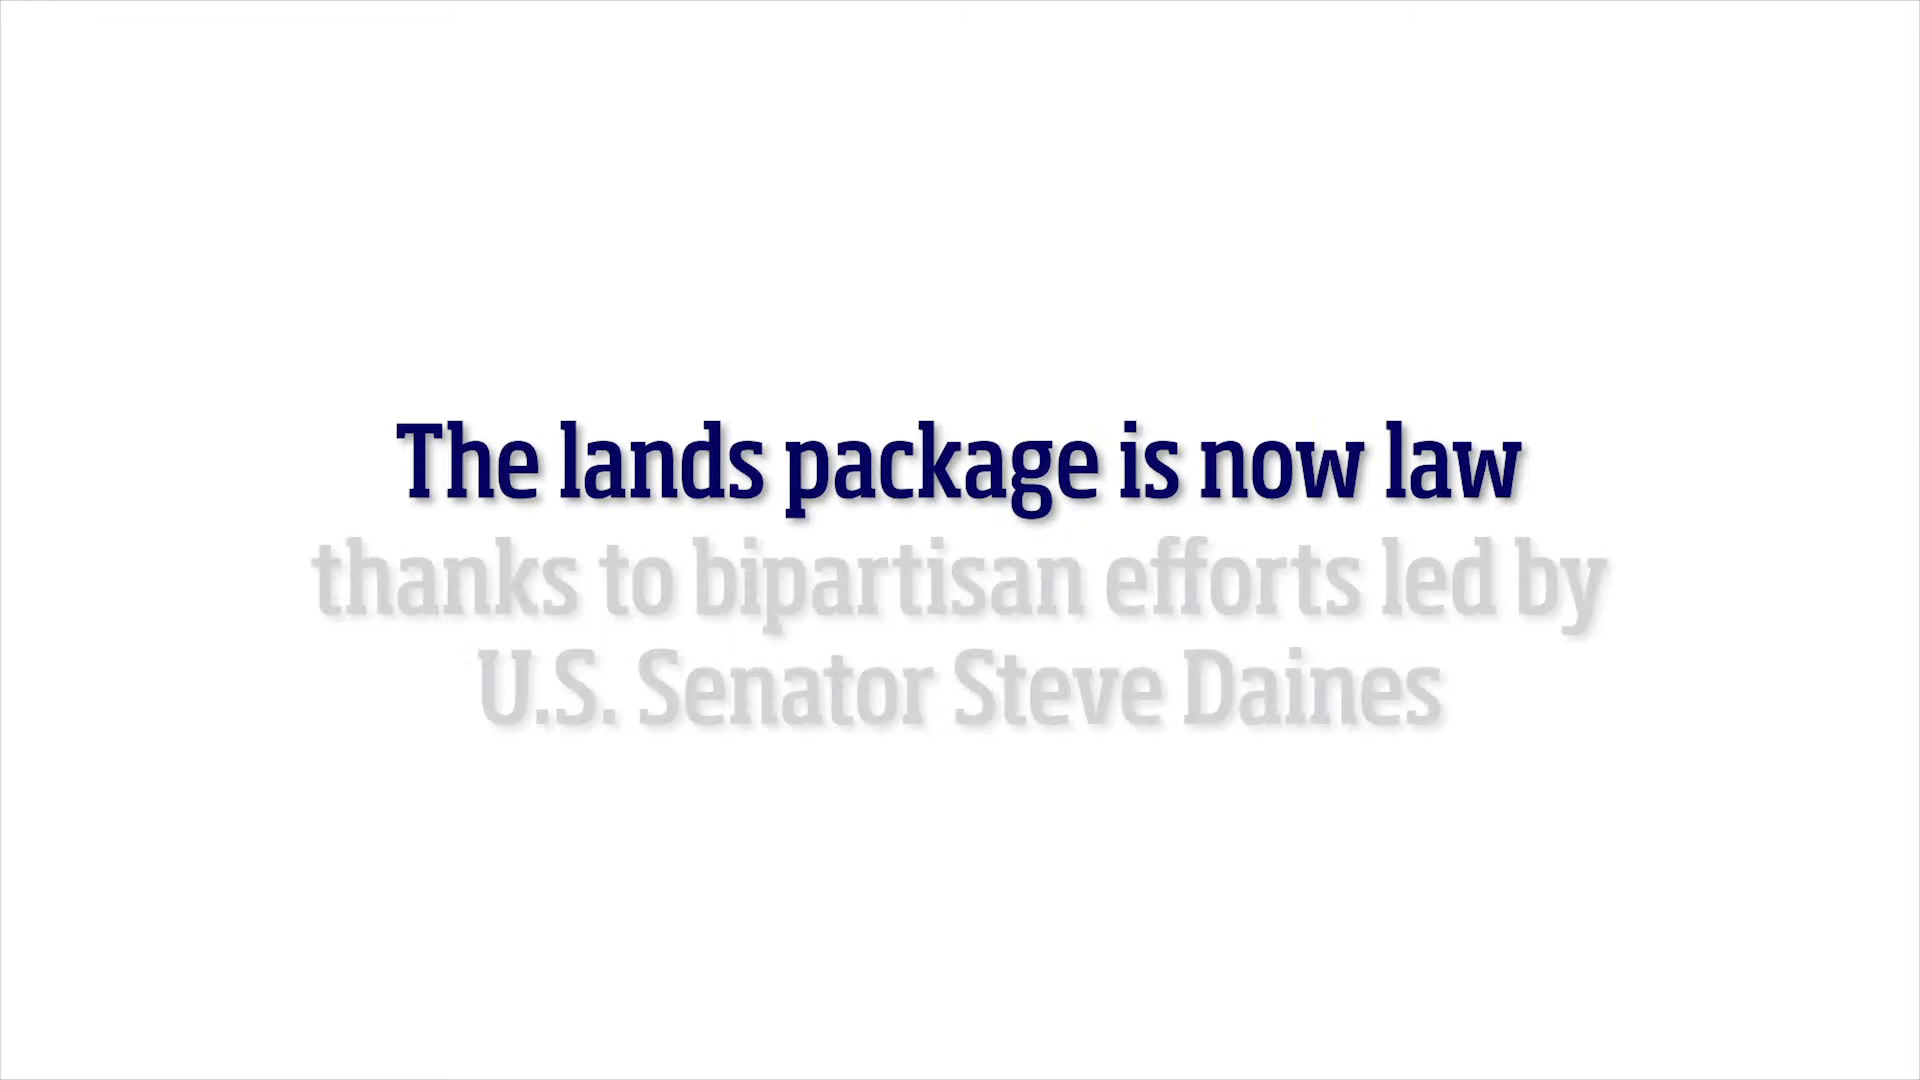 The lands package is now law
thanks to bipartisan efforts led by
U.S. Senator Steve Daines